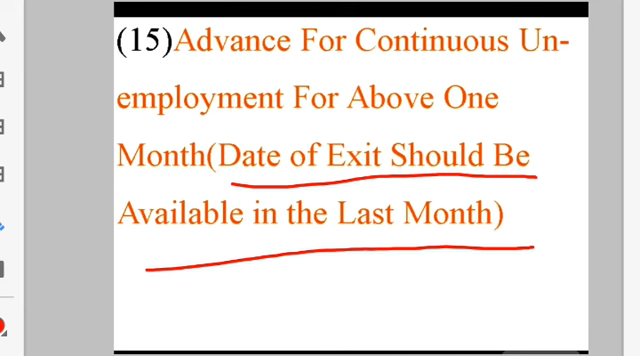 (15)Advance For Continuous Un-
employment For Above One
Month(Date of Exit Should Be
Available in the Last Month)